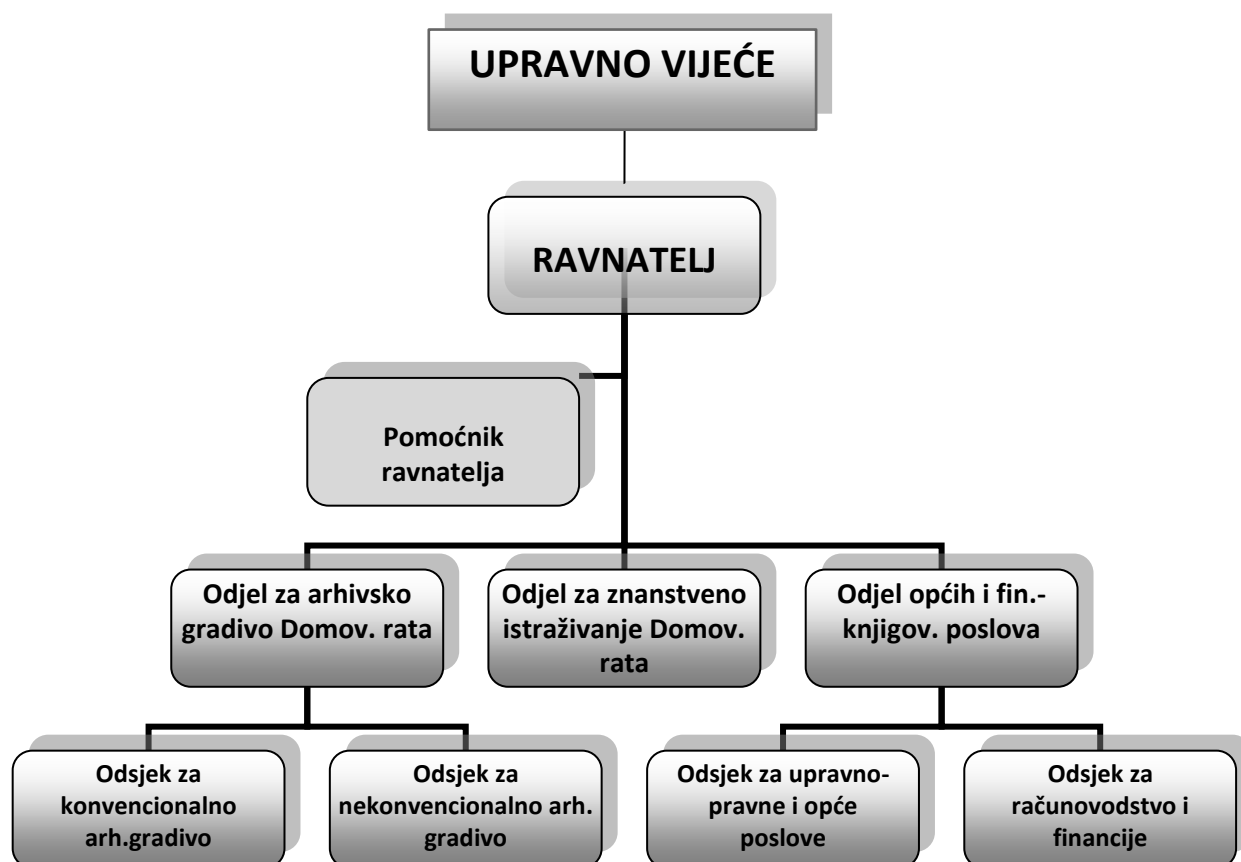 UPRAVNO VIJEĆE
RAVNATELJ
Pomoćnik
ravnatelja
Odjel za arhivsko
gradivo Domov. rata
Odjel za znanstveno
istraživanje Domov.
rata
Odjel općih i fin.-
knjigov. poslova
Odsjek za
konvencionalno
arh.gradivo
Odsjek za
nekonvencionalno arh.
gradivo
Odsjek za upravno-
pravne i opće
poslove
Odsjek za
računovodstvo i
financije